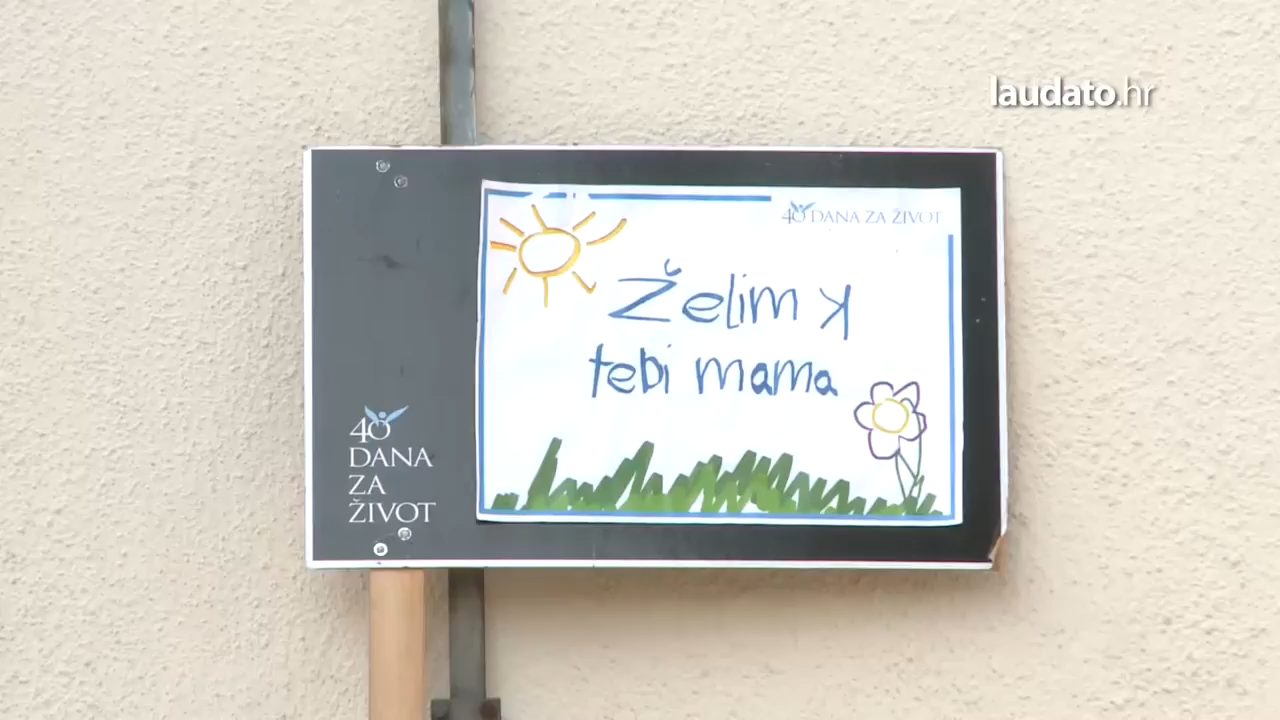 laudato.hr
40 DANA ZA ŽIVOT
Želim k
tebi mama
40
DANA
ZA
ŽIVOT